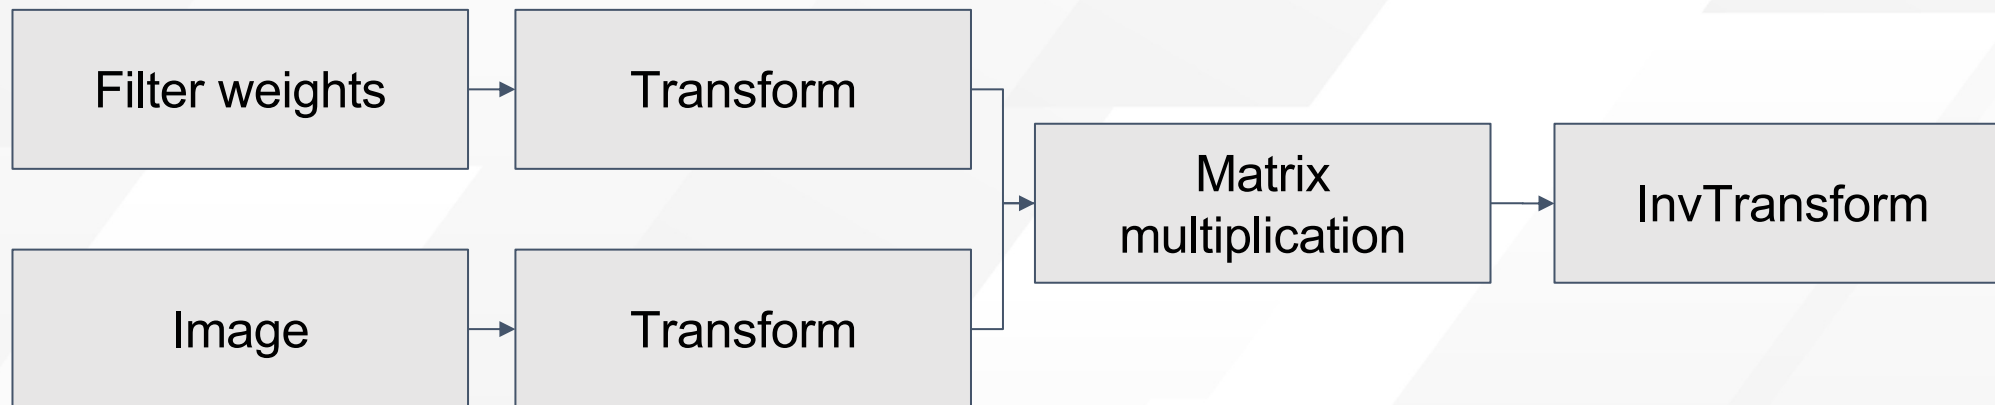 Filter weights
Transform
Matrix
multiplication
InvTransform
Image
Transform